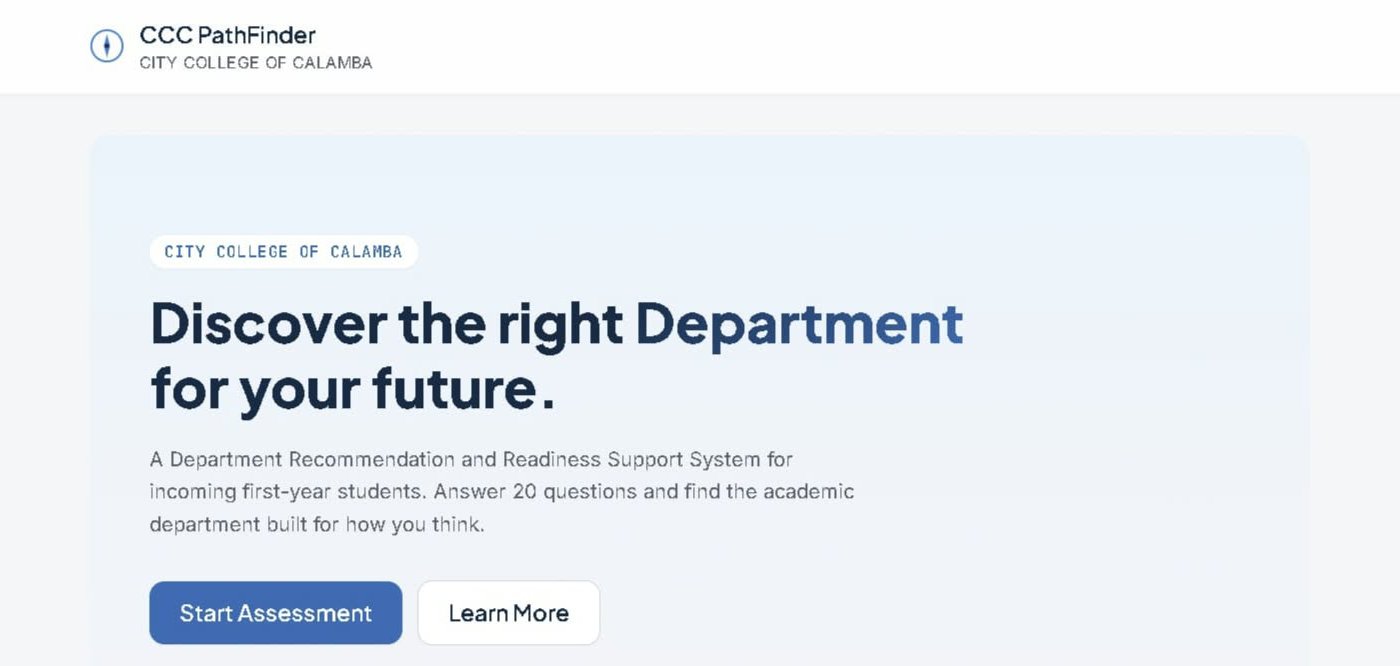 CCC PathFinder
CITY COLLEGE OF CALAMBA
CITY COLLEGE OF CALAMBA
Discover the right Department
for your future.
A Department Recommendation and Readiness Support System for
incoming first-year students. Answer 20 questions and find the academic
department built for how you think.
Start Assessment
Learn More